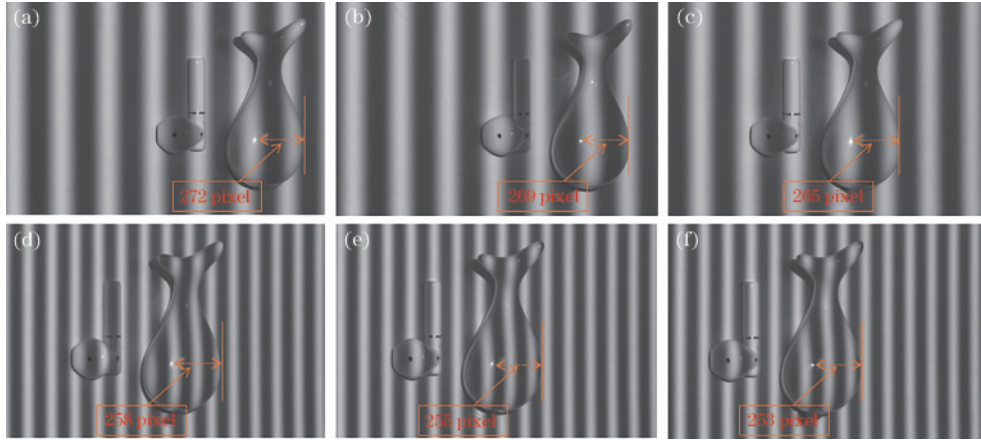 (a)
(b)
(c)
272 pixel
269 pixel
265 pixel
(d)
(e)
(f)
258 pixel
255 pixel
253 pixel